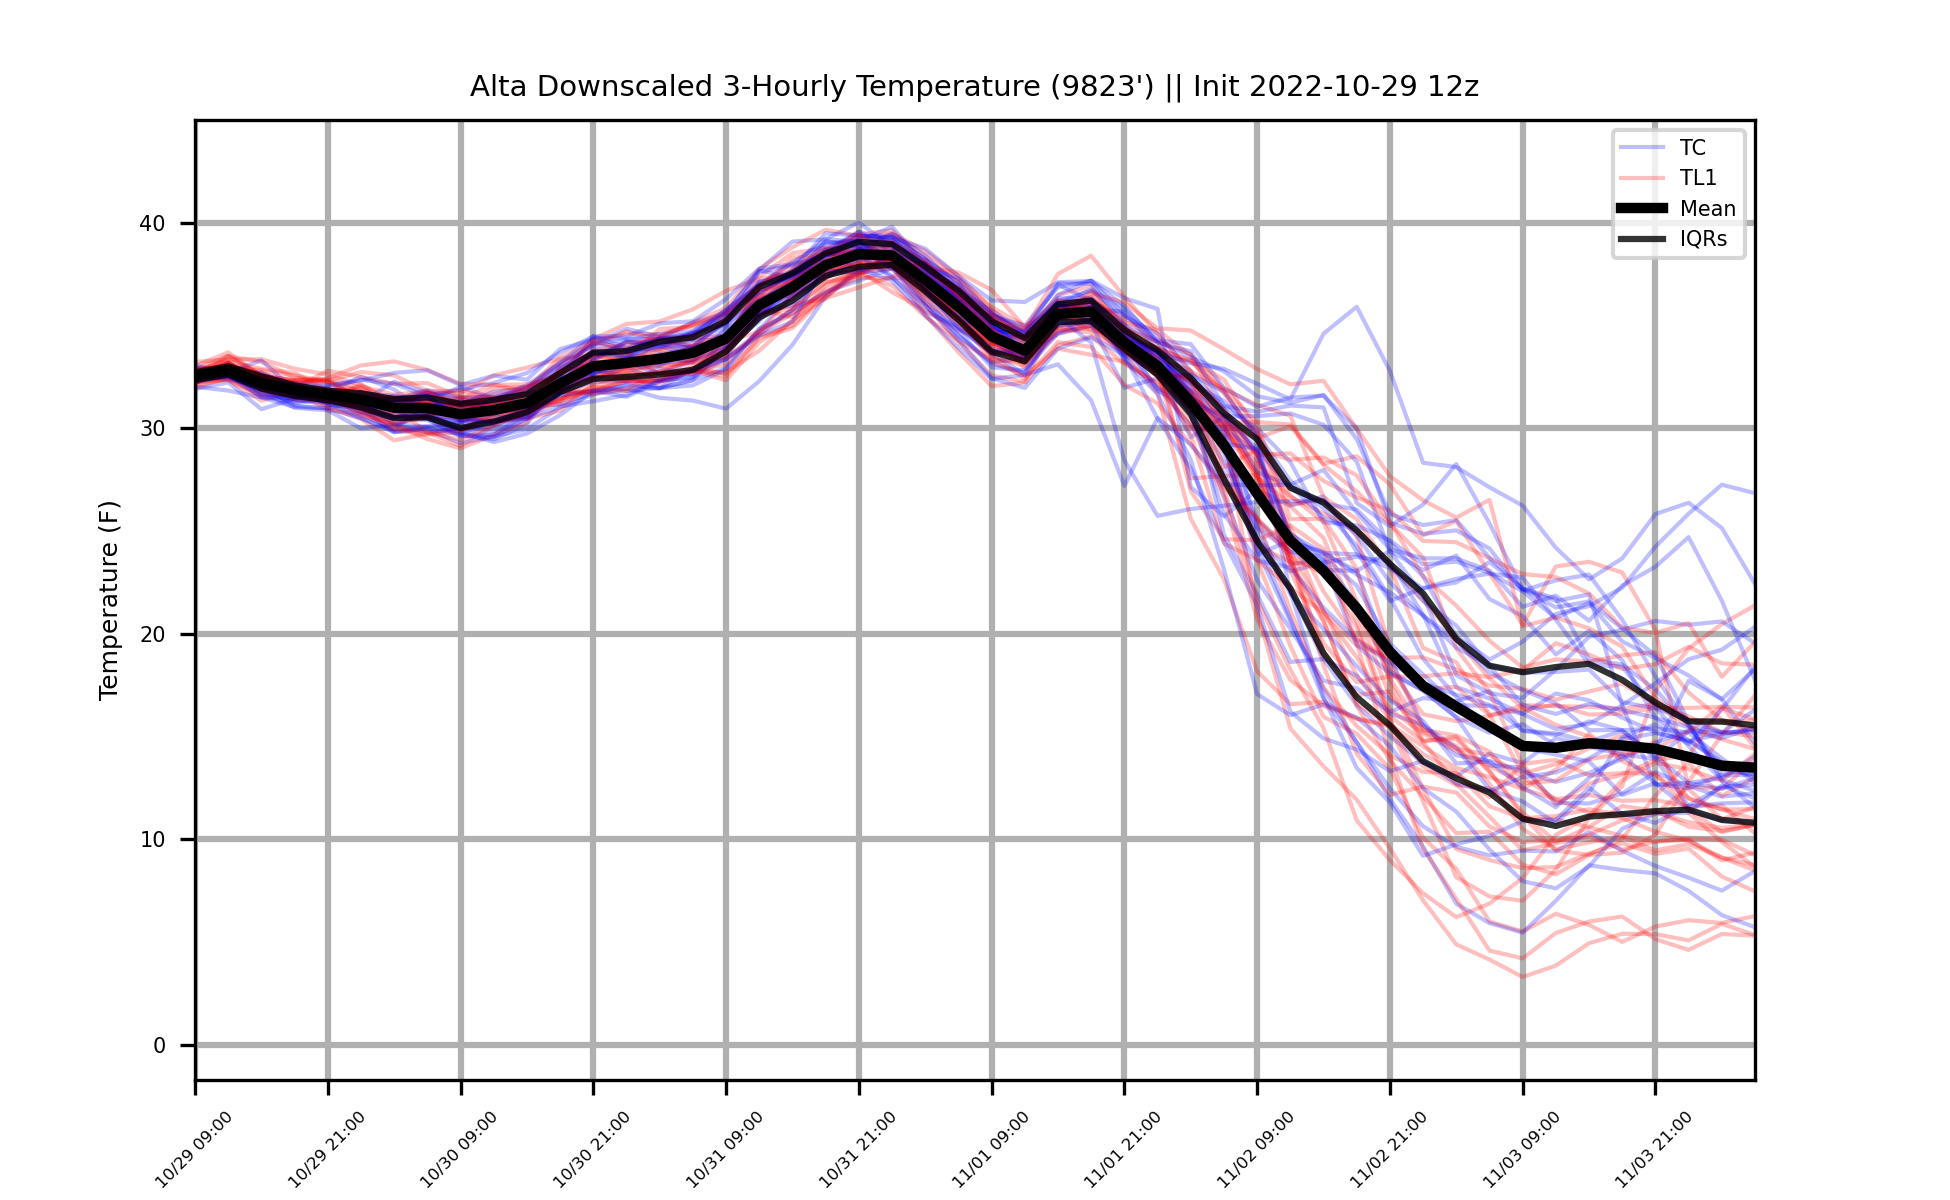 Alta Downscaled 3-Hourly Temperature (9823') || Init 2022-10-29 12z
TC
TL1
Mean
IQRs
Temperature (F)
40
30
20
10
0
10/29 09:00
10/29 21:00
10/30 09:00
10/30 21:00
10/31 09:00
10/31 21:00
11/01 09:00
11/01 21:00
11/02 09:00
11/02 21:00
11/03 09:00
11/03 21:00